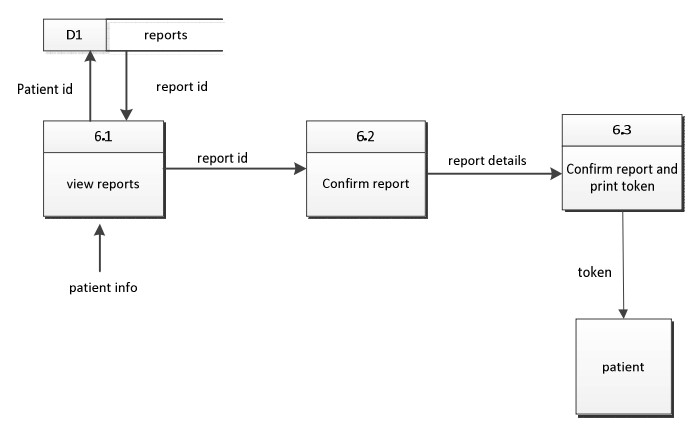 D1 reports
Patient id
report id
6.1
view reports
patient info
report id
6.2
Confirm report
report details
6.3
Confirm report and
print token
token
patient